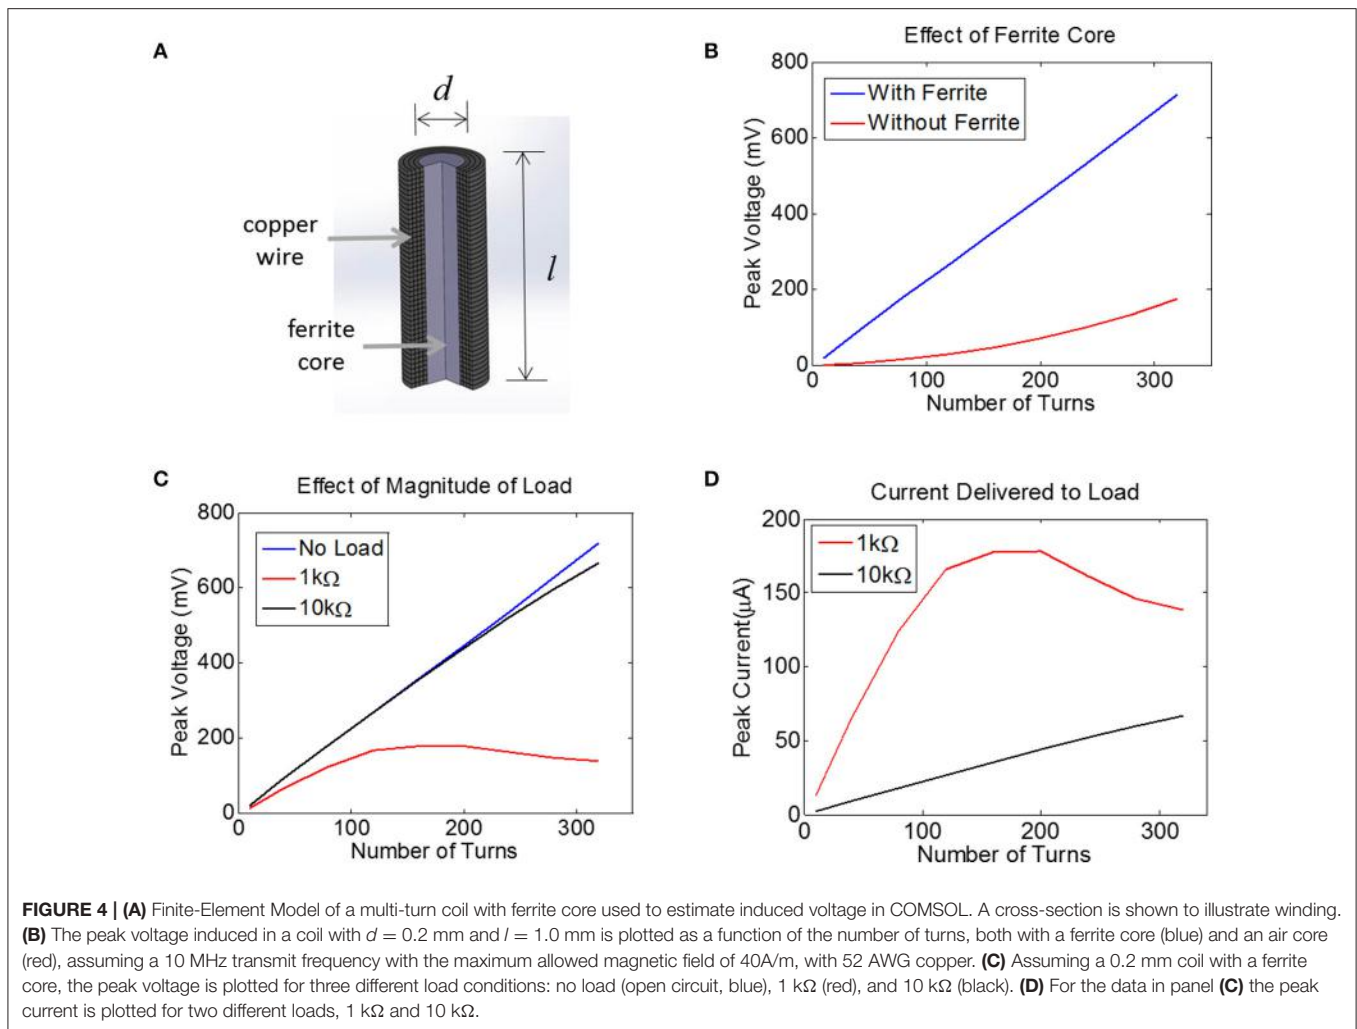 (A)
d
copper
wire
l
ferrite
core
(B)
Effect of Ferrite Core
With Ferrite
Without Ferrite
Peak Voltage (mV)
800
600
400
200
0
0 100 200 300
Number of Turns
C
Effect of Magnitude of Load
No Load
1kΩ
10kΩ
Peak Voltage (mV)
800
600
400
200
0
0 100 200 300
Number of Turns
D
Current Delivered to Load
1kΩ
10kΩ
Peak Current(µA)
200
150
100
50
0
0 100 200 300
Number of Turns
FIGURE 4 | (A) Finite-Element Model of a multi-turn coil with ferrite core used to estimate induced voltage in COMSOL. A cross-section is shown to illustrate winding.
(B) The peak voltage induced in a coil with d = 0.2 mm and l = 1.0 mm is plotted as a function of the number of turns, both with a ferrite core (blue) and an air core
(red), assuming a 10 MHz transmit frequency with the maximum allowed magnetic field of 40A/m, with 52 AWG copper. (C) Assuming a 0.2 mm coil with a ferrite
core, the peak voltage is plotted for three different load conditions: no load (open circuit, blue), 1 kΩ (red), and 10 kΩ (black). (D) For the data in panel (C) the peak
current is plotted for two different loads, 1 kΩ and 10 kΩ.